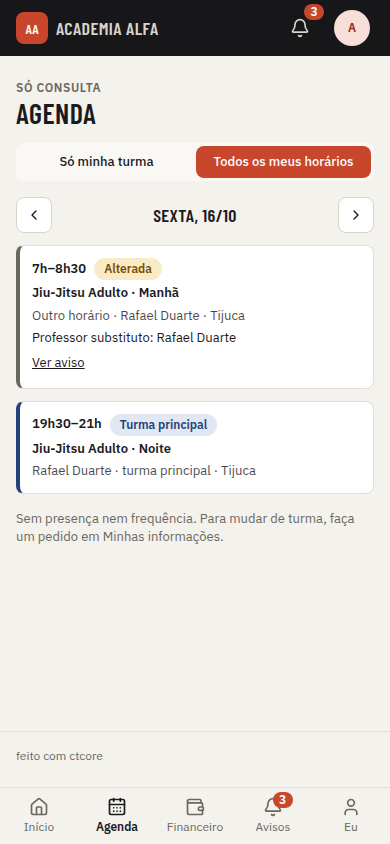 AA ACADEMIA ALFA 3 A
SÓ CONSULTA
AGENDA
Só minha turma Todos os meus horários
SEXTA, 16/10
7h–8h30 Alterada
Jiu-Jitsu Adulto · Manhã
Outro horário · Rafael Duarte · Tijuca
Professor substituto: Rafael Duarte
Ver aviso
19h30–21h Turma principal
Jiu-Jitsu Adulto · Noite
Rafael Duarte · turma principal · Tijuca
Sem presença nem frequência. Para mudar de turma, faça
um pedido em Minhas informações.
feito com ctcore
3
Início Agenda Financeiro Avisos Eu